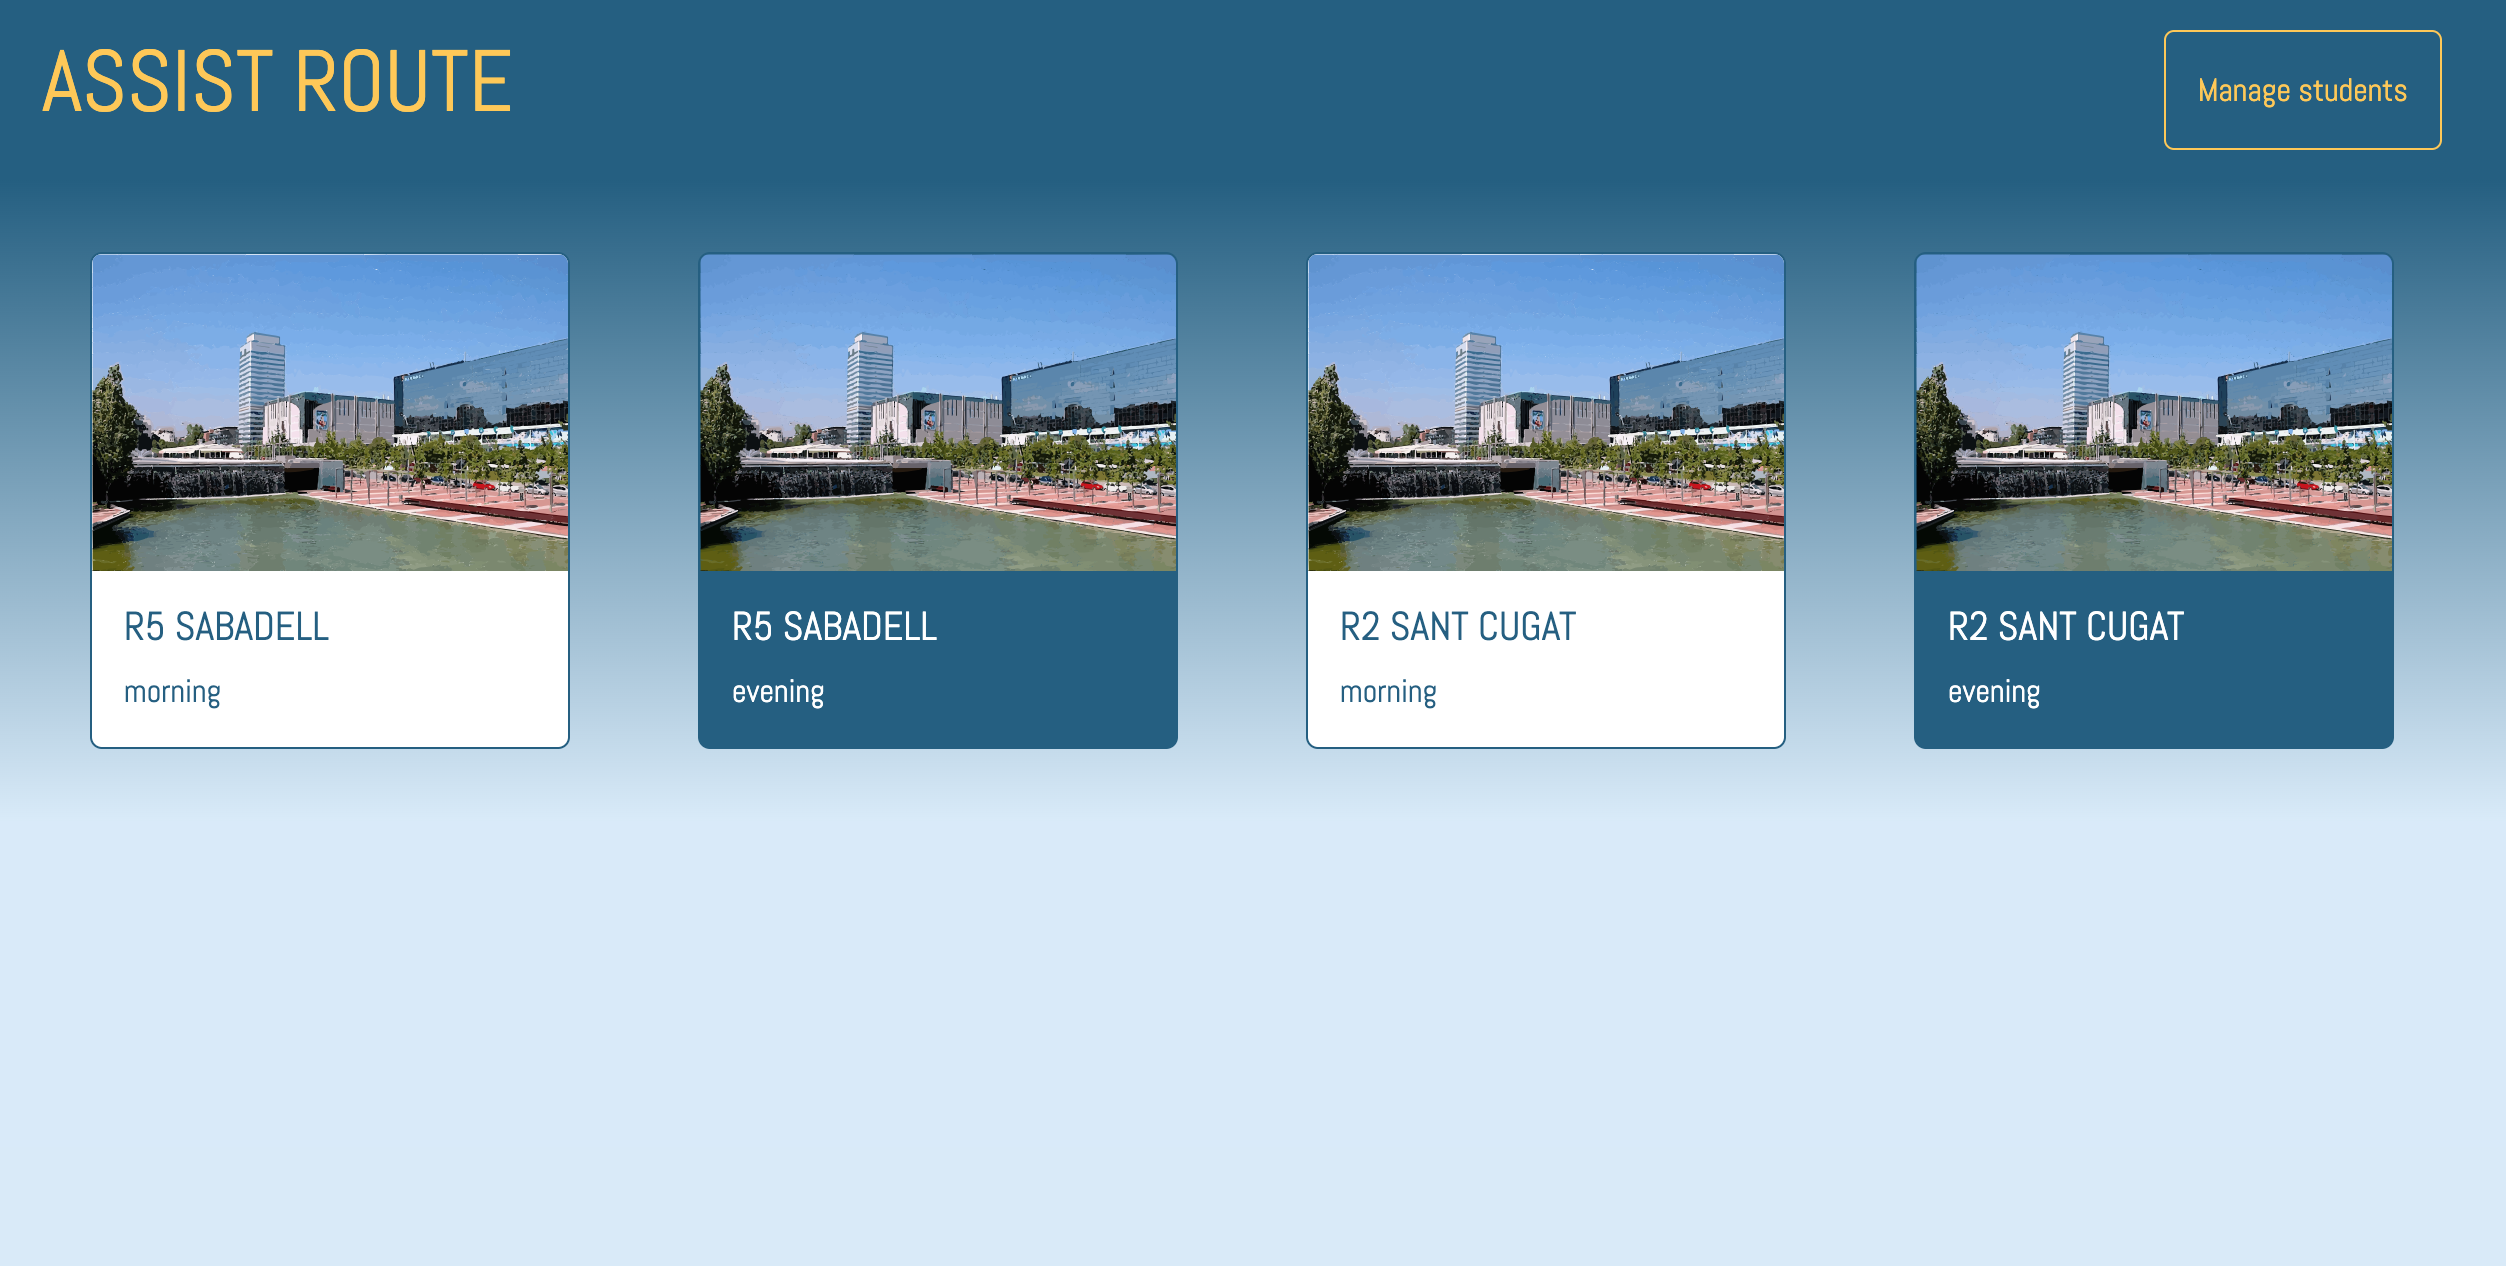 ASSIST ROUTE
Manage students
R5 SABADELL
morning
R5 SABADELL
evening
R2 SANT CUGAT
morning
R2 SANT CUGAT
evening